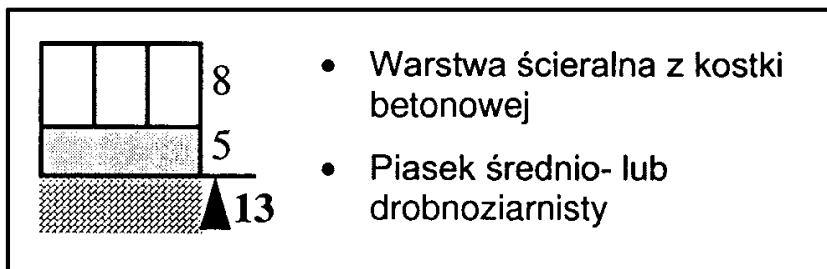 8
5
13
• Warstwa ścieralna z kostki
betonowej
• Piasek średnio- lub
drobnoziarnisty